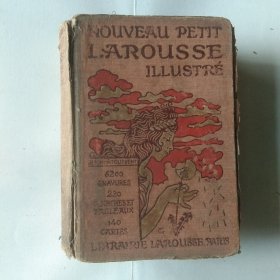 NOUVEAU PETIT
LAROUSSE
ILLUSTRÉ
6200
GRAVURES
220
TABLEAUX
140
CARTES
LIBRAIRIE LAROUSSE PARIS